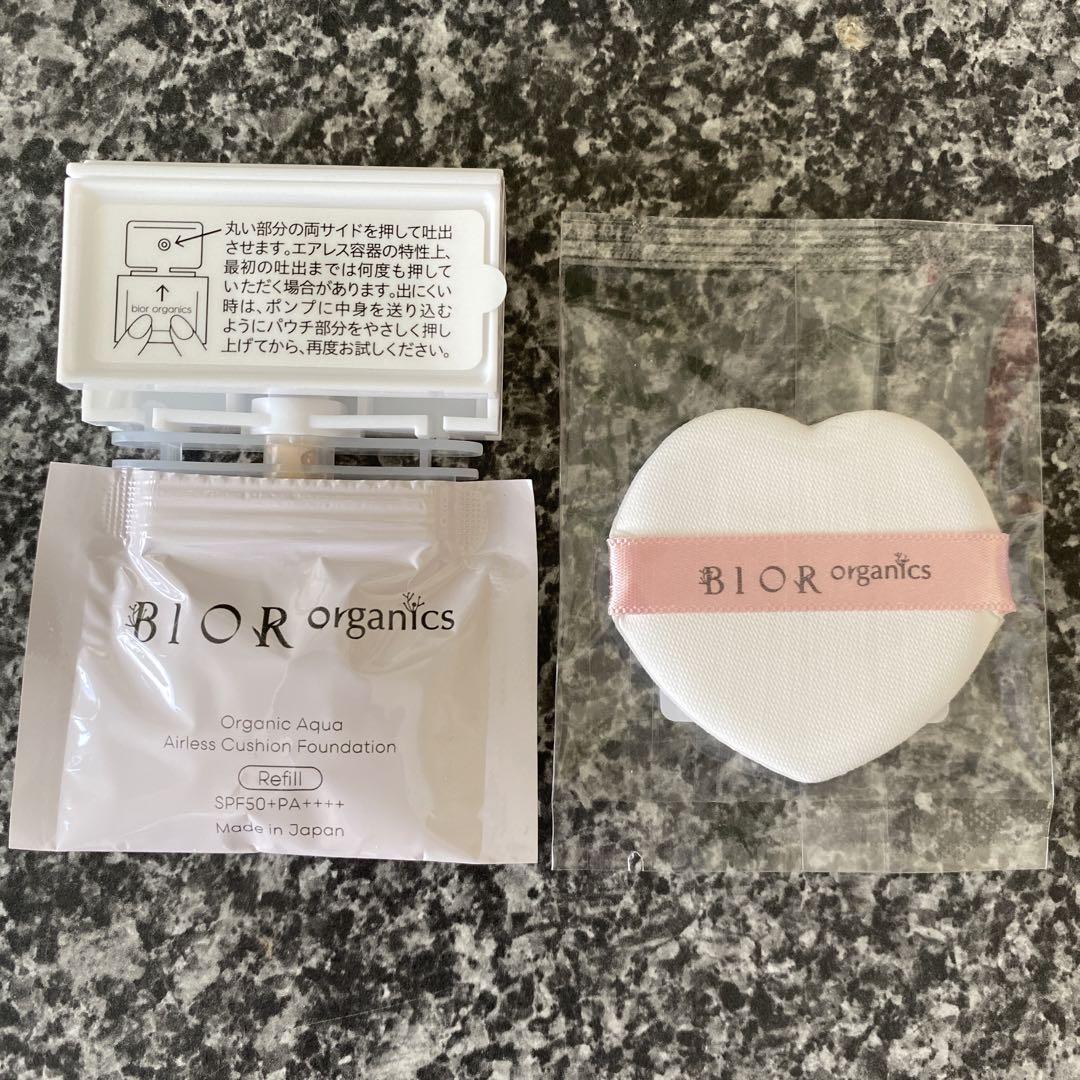 丸い部分の両サイドを押して吐出
させます。エアレス容器の特性上、
最初の吐出までは何度も押して
いただく場合があります。出にくい
時は、ポンプに中身を送り込む
ようにパウチ部分をやさしく押し
上げてから、再度お試しください。
bior organics
BIOR organics
Organic Aqua
Airless Cushion Foundation
Refill
SPF50+PA++++
Made in Japan
BIOR organics